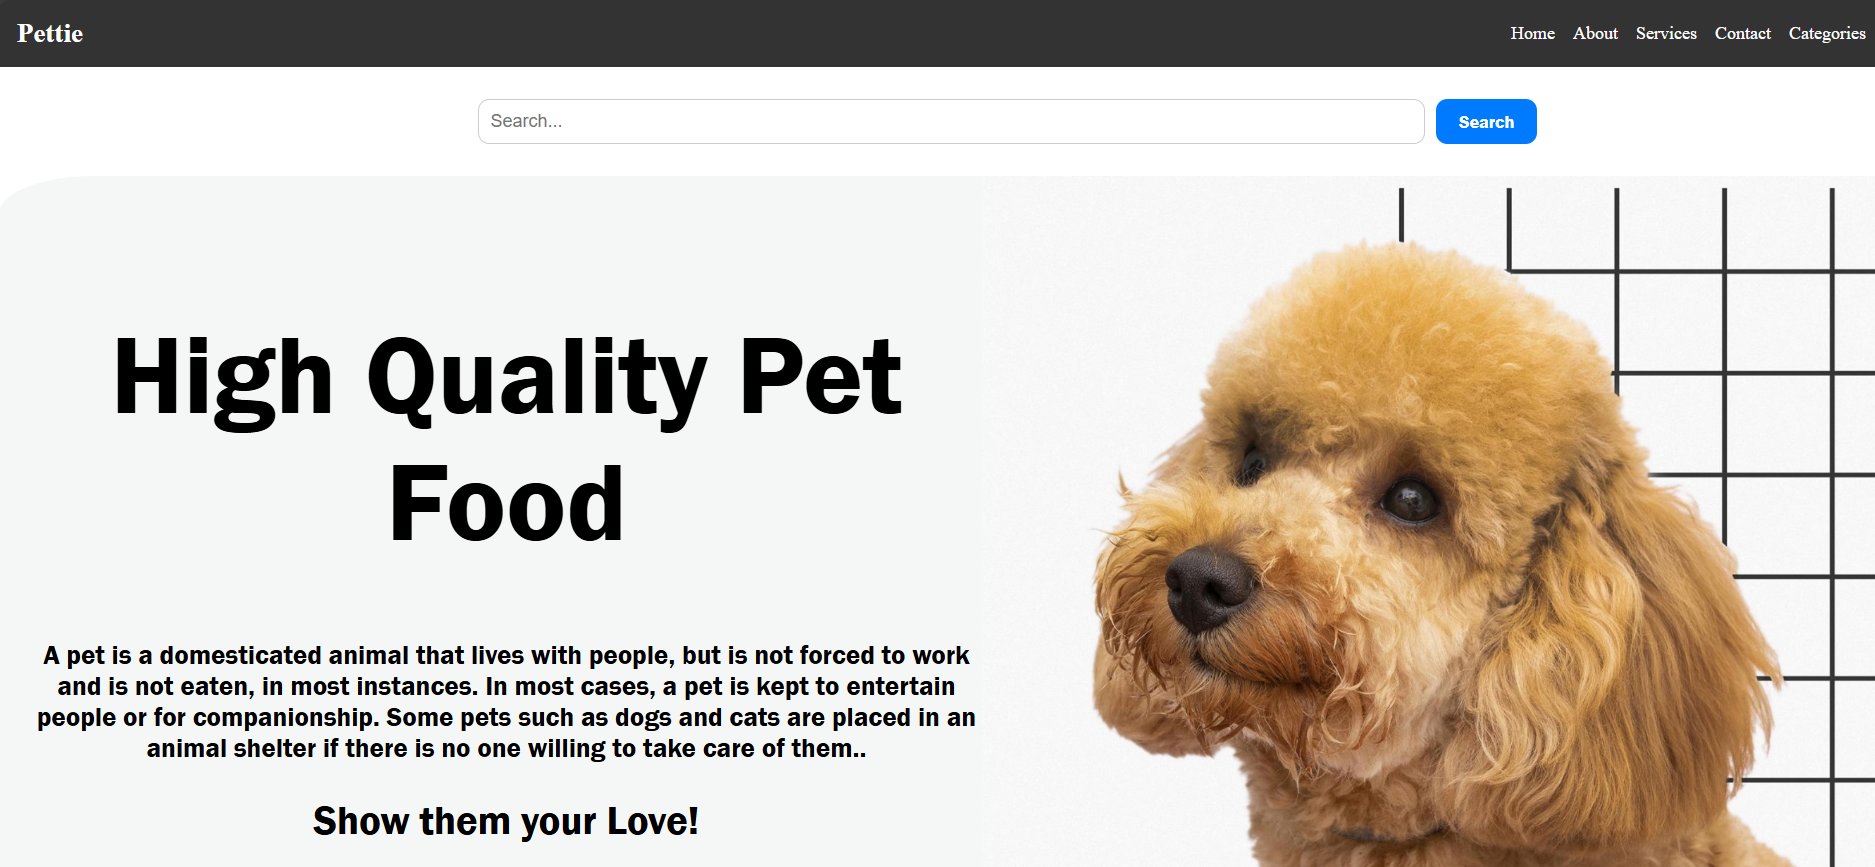 Pettie
Home About Services Contact Categories
Search...
Search
High Quality Pet
Food
A pet is a domesticated animal that lives with people, but is not forced to work
and is not eaten, in most instances. In most cases, a pet is kept to entertain
people or for companionship. Some pets such as dogs and cats are placed in an
animal shelter if there is no one willing to take care of them..
Show them your Love!